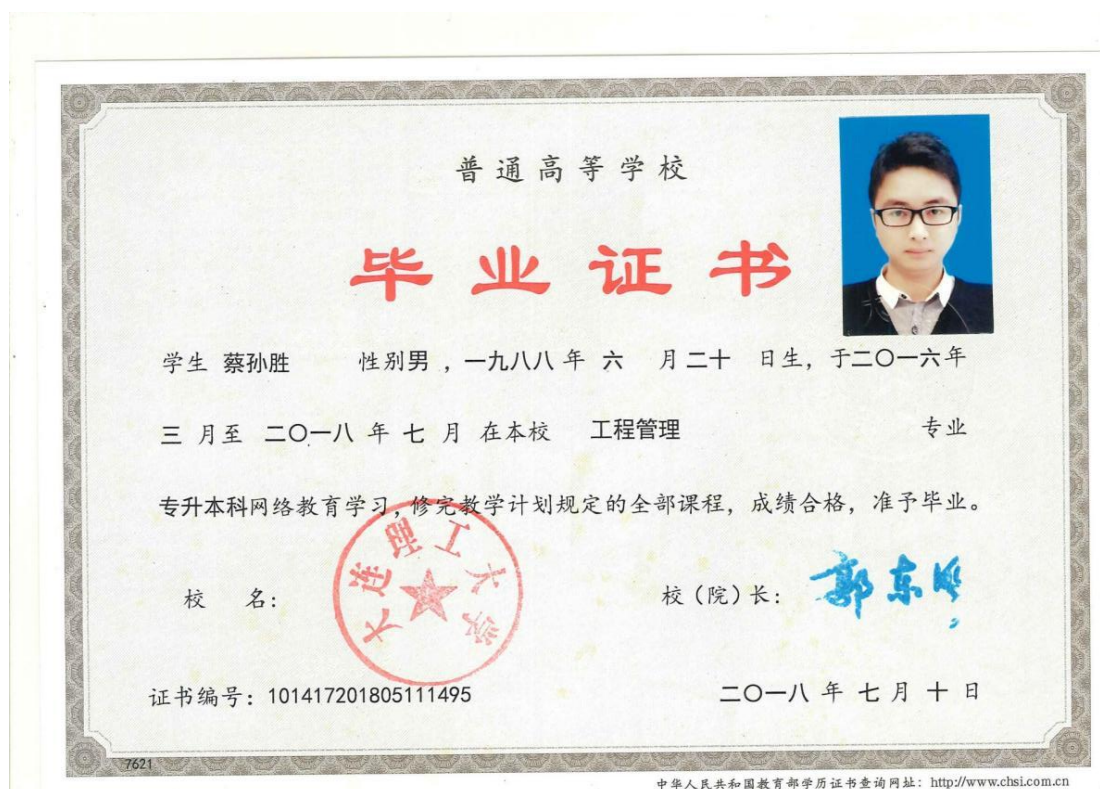 普通高等学校
毕业证书
学生 蔡孙胜 性别男，一九八八年 六 月二十 日生，于二〇一六年
三 月至 二〇一八 年 七 月 在本校 工程管理 专业
专升本科网络教育学习，修完教学计划规定的全部课程，成绩合格，准予毕业。
校 名：
大连理工大学
校（院）长：
郭东明
证书编号：101417201805111495
二〇一八 年 七 月 十 日
7621
中华人民共和国教育部学历证书查询网址：http://www.chsi.com.cn